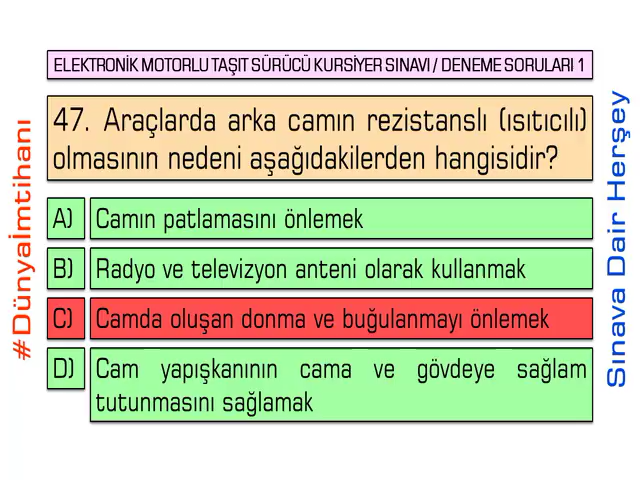 ELEKTRONİK MOTORLU TAŞIT SÜRÜCÜ KURSİYER SINAVI / DENEME SORULARI 1
#Dünyaİmtihanı
47. Araçlarda arka camın rezistanslı (ısıtıcılı)
olmasının nedeni aşağıdakilerden hangisidir?
A) Camın patlamasını önlemek
B) Radyo ve televizyon anteni olarak kullanmak
C) Camda oluşan donma ve buğulanmayı önlemek
D) Cam yapışkanının cama ve gövdeye sağlam
tutunmasını sağlamak
Sınava Dair Herşey